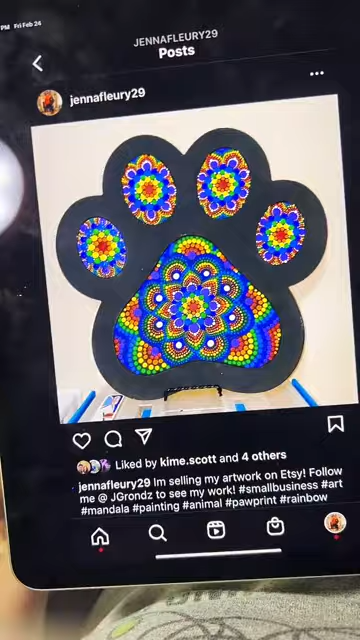 PM Fri Feb 24
JENNAFLEURY29
Posts
jennafleury29
Liked by kime.scott and 4 others
jennafleury29 Im selling my artwork on Etsy! Follow
me @ JGrondz to see my work! #smallbusiness #art
#mandala #painting #animal #pawprint #rainbow